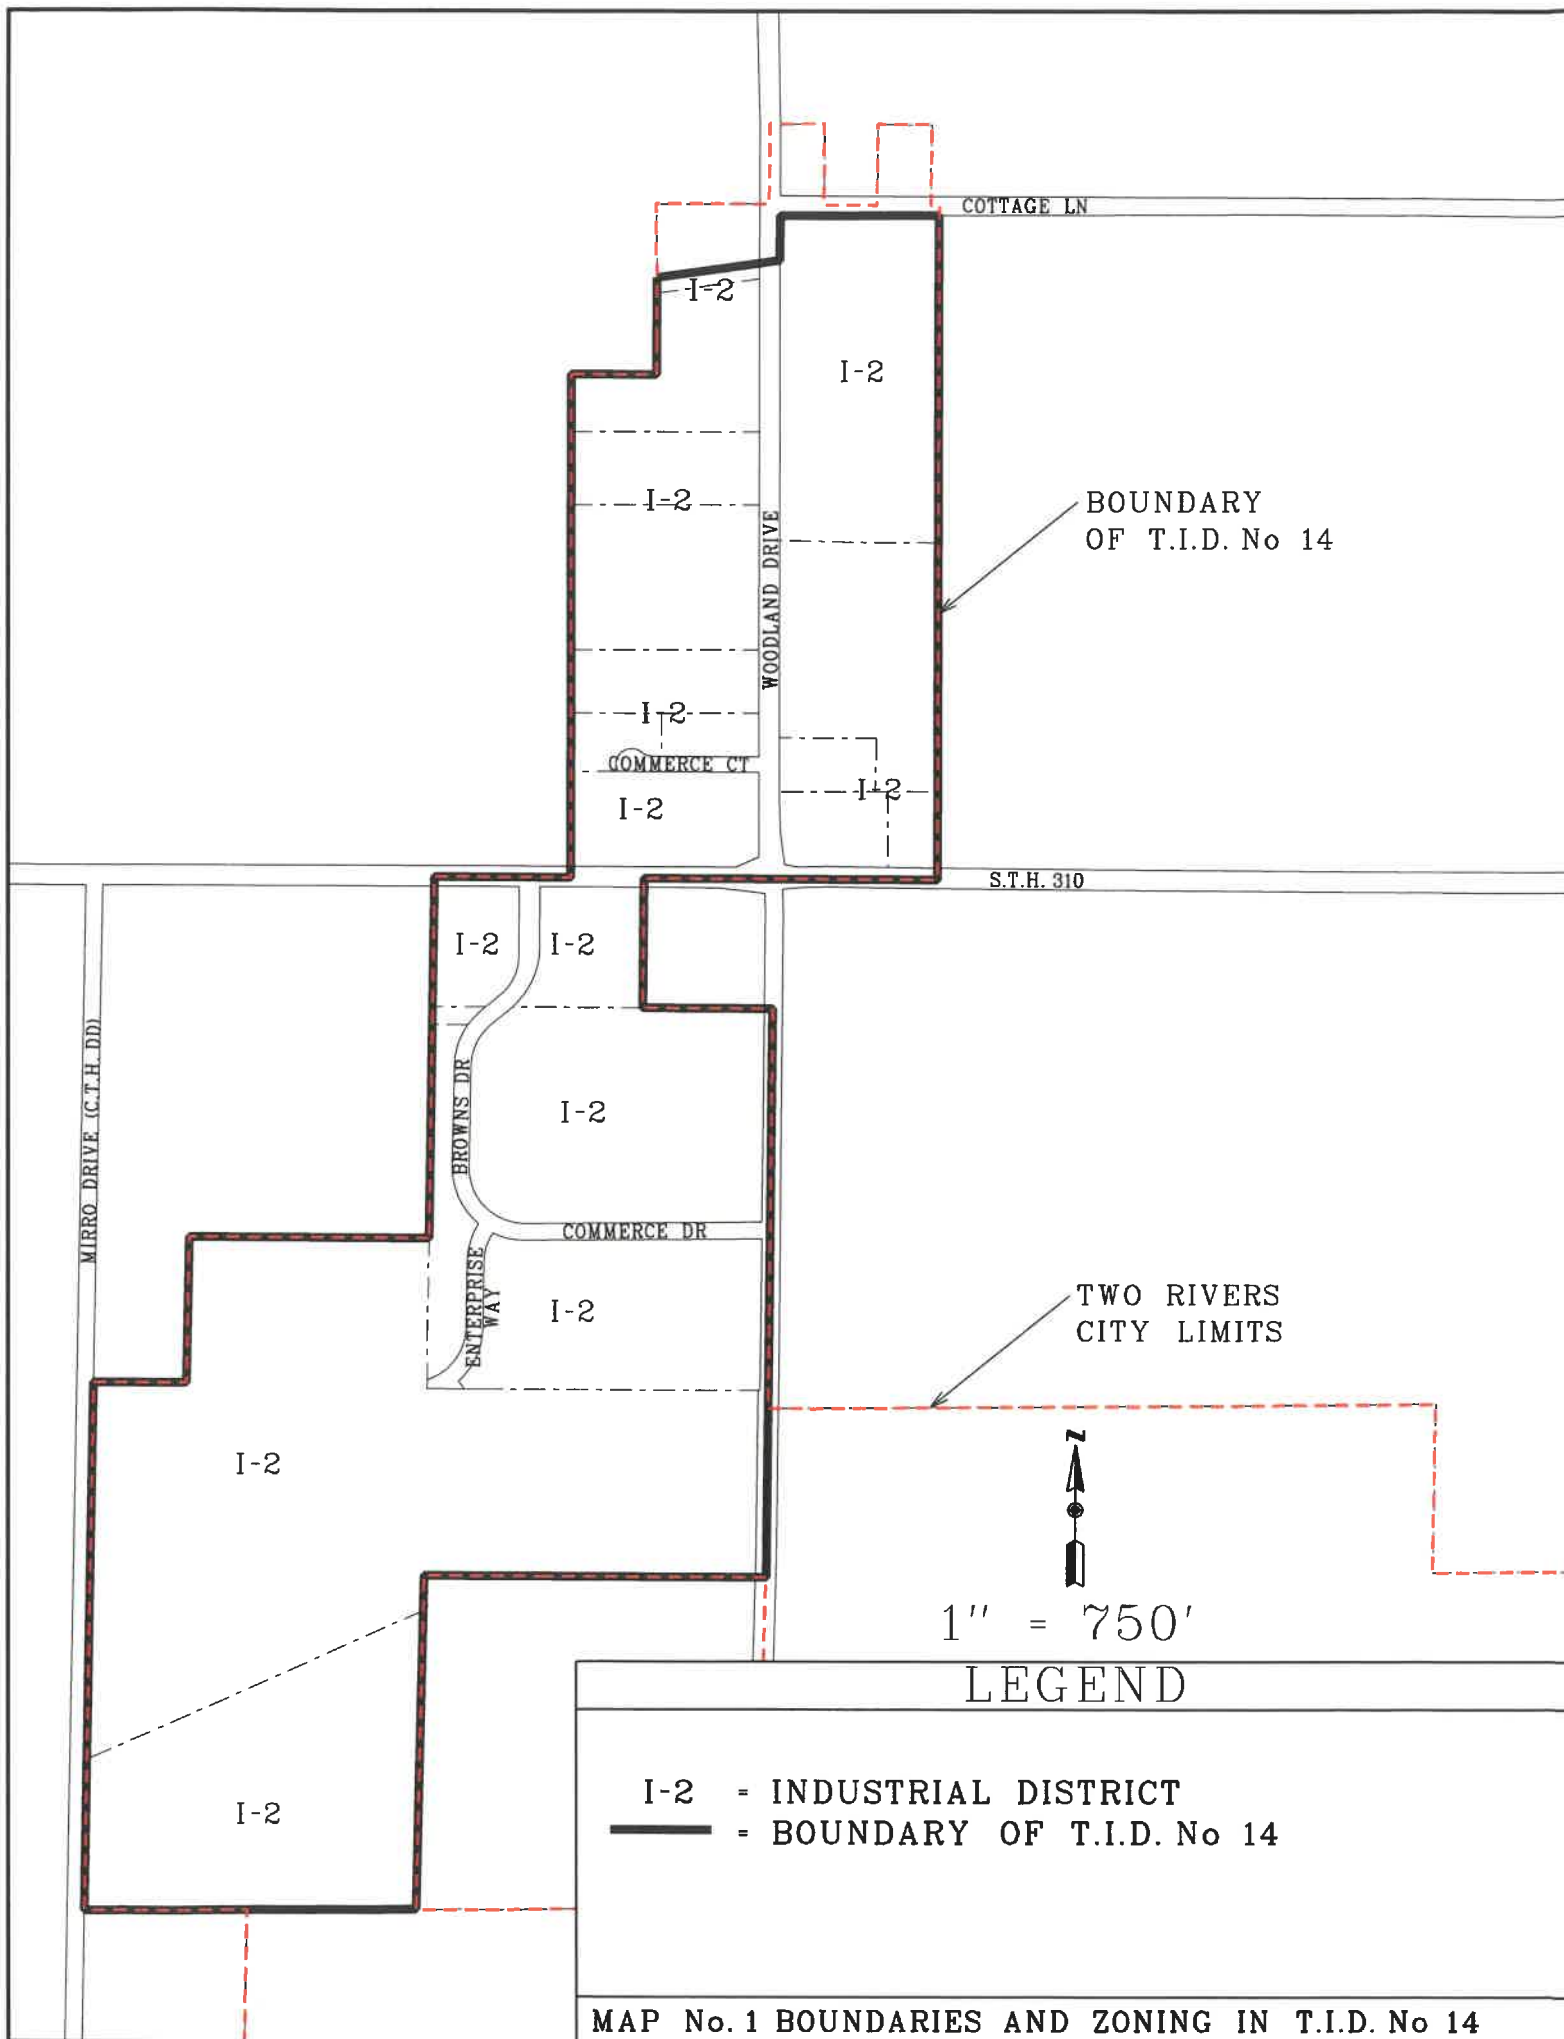 COTTAGE LN
I-2
I-2
BOUNDARY
OF T.I.D. No 14
I-2
WOODLAND DRIVE
I-2
COMMERCE CT
I-2
I-2
S.T.H. 310
I-2
I-2
MIRRO DRIVE (C.T.H. DD)
BROWNS DR
I-2
COMMERCE DR
ENTERPRISE
WAY
I-2
TWO RIVERS
CITY LIMITS
I-2
N
1" = 750'
LEGEND
I-2 = INDUSTRIAL DISTRICT
= BOUNDARY OF T.I.D. No 14
I-2
MAP No. 1 BOUNDARIES AND ZONING IN T.I.D. No 14